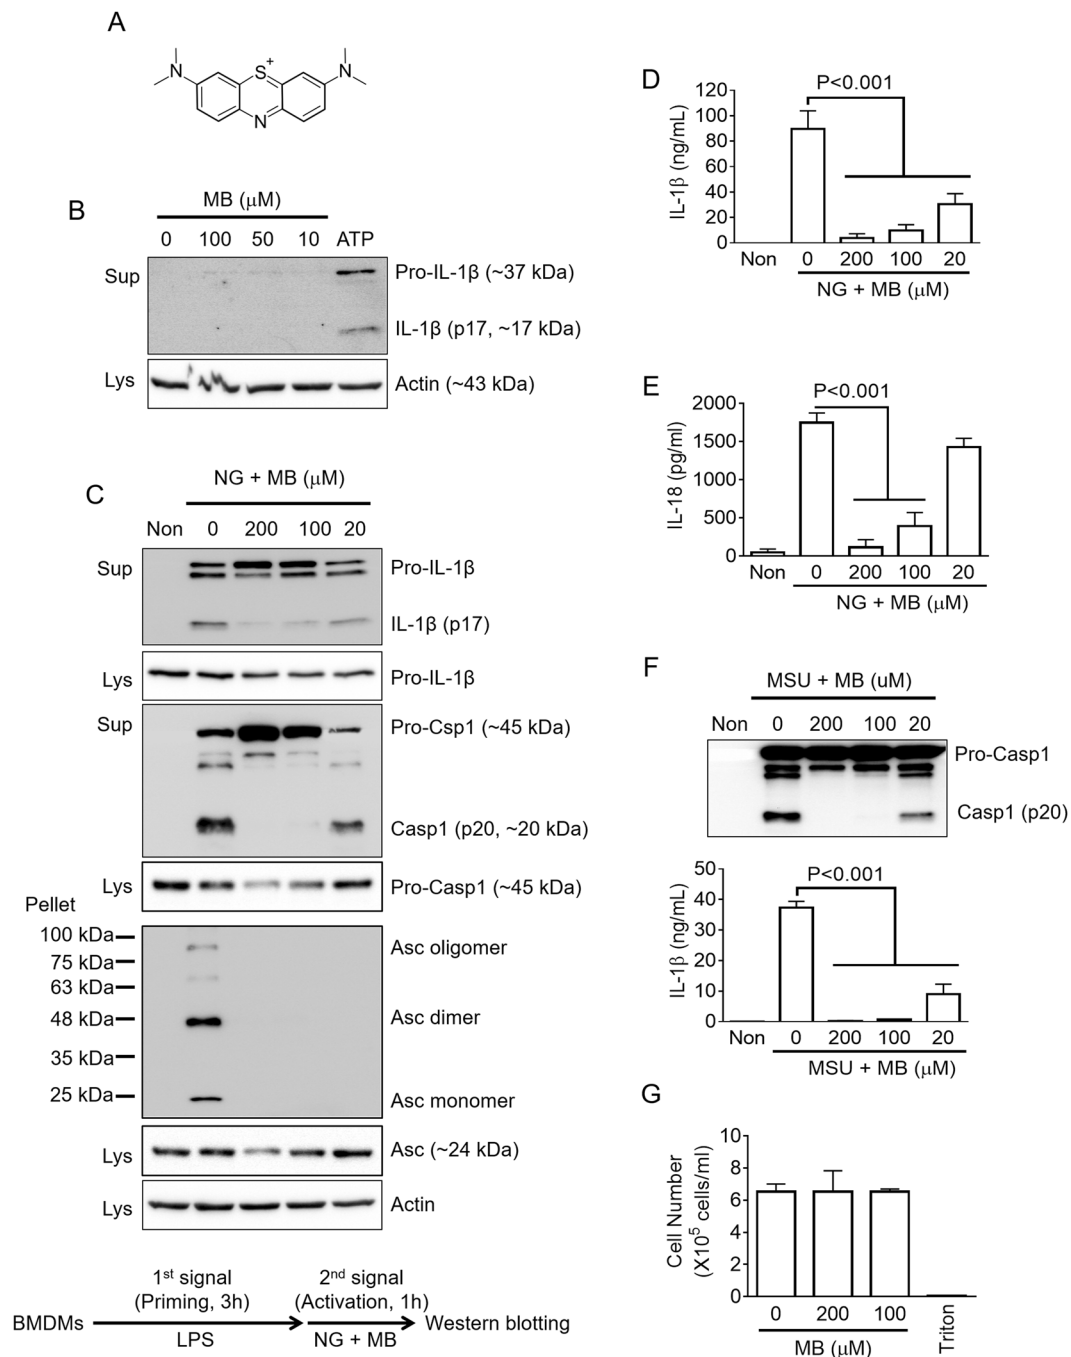 A
N
S
+
N
N
B
MB (μM)
0 100 50 10 ATP
Sup
Pro-IL-1β (~37 kDa)
IL-1β (p17, ~17 kDa)
Lys
Actin (~43 kDa)
C
NG + MB (μM)
Non 0 200 100 20
Sup
Pro-IL-1β
IL-1β (p17)
Lys
Pro-IL-1β
Sup
Pro-Csp1 (~45 kDa)
Casp1 (p20, ~20 kDa)
Lys
Pro-Casp1 (~45 kDa)
Pellet
100 kDa
75 kDa
63 kDa
48 kDa
35 kDa
25 kDa
Asc oligomer
Asc dimer
Asc monomer
Lys
Asc (~24 kDa)
Lys
Actin
1st signal
(Priming, 3h)
2nd signal
(Activation, 1h)
BMDMs
Western blotting
LPS
NG + MB
D
P<0.001
IL-1β (ng/mL)
120
100
80
60
40
20
0
Non 0 200 100 20
NG + MB (μM)
E
P<0.001
IL-18 (pg/ml)
2000
1500
1000
500
0
Non 0 200 100 20
NG + MB (μM)
F
MSU + MB (uM)
Non 0 200 100 20
Pro-Casp1
Casp1 (p20)
P<0.001
IL-1β (ng/mL)
50
40
30
20
10
0
Non 0 200 100 20
MSU + MB (μM)
G
Cell Number
(X10⁵ cells/ml)
10
8
6
4
2
0
0 200 100 Triton
MB (μM)